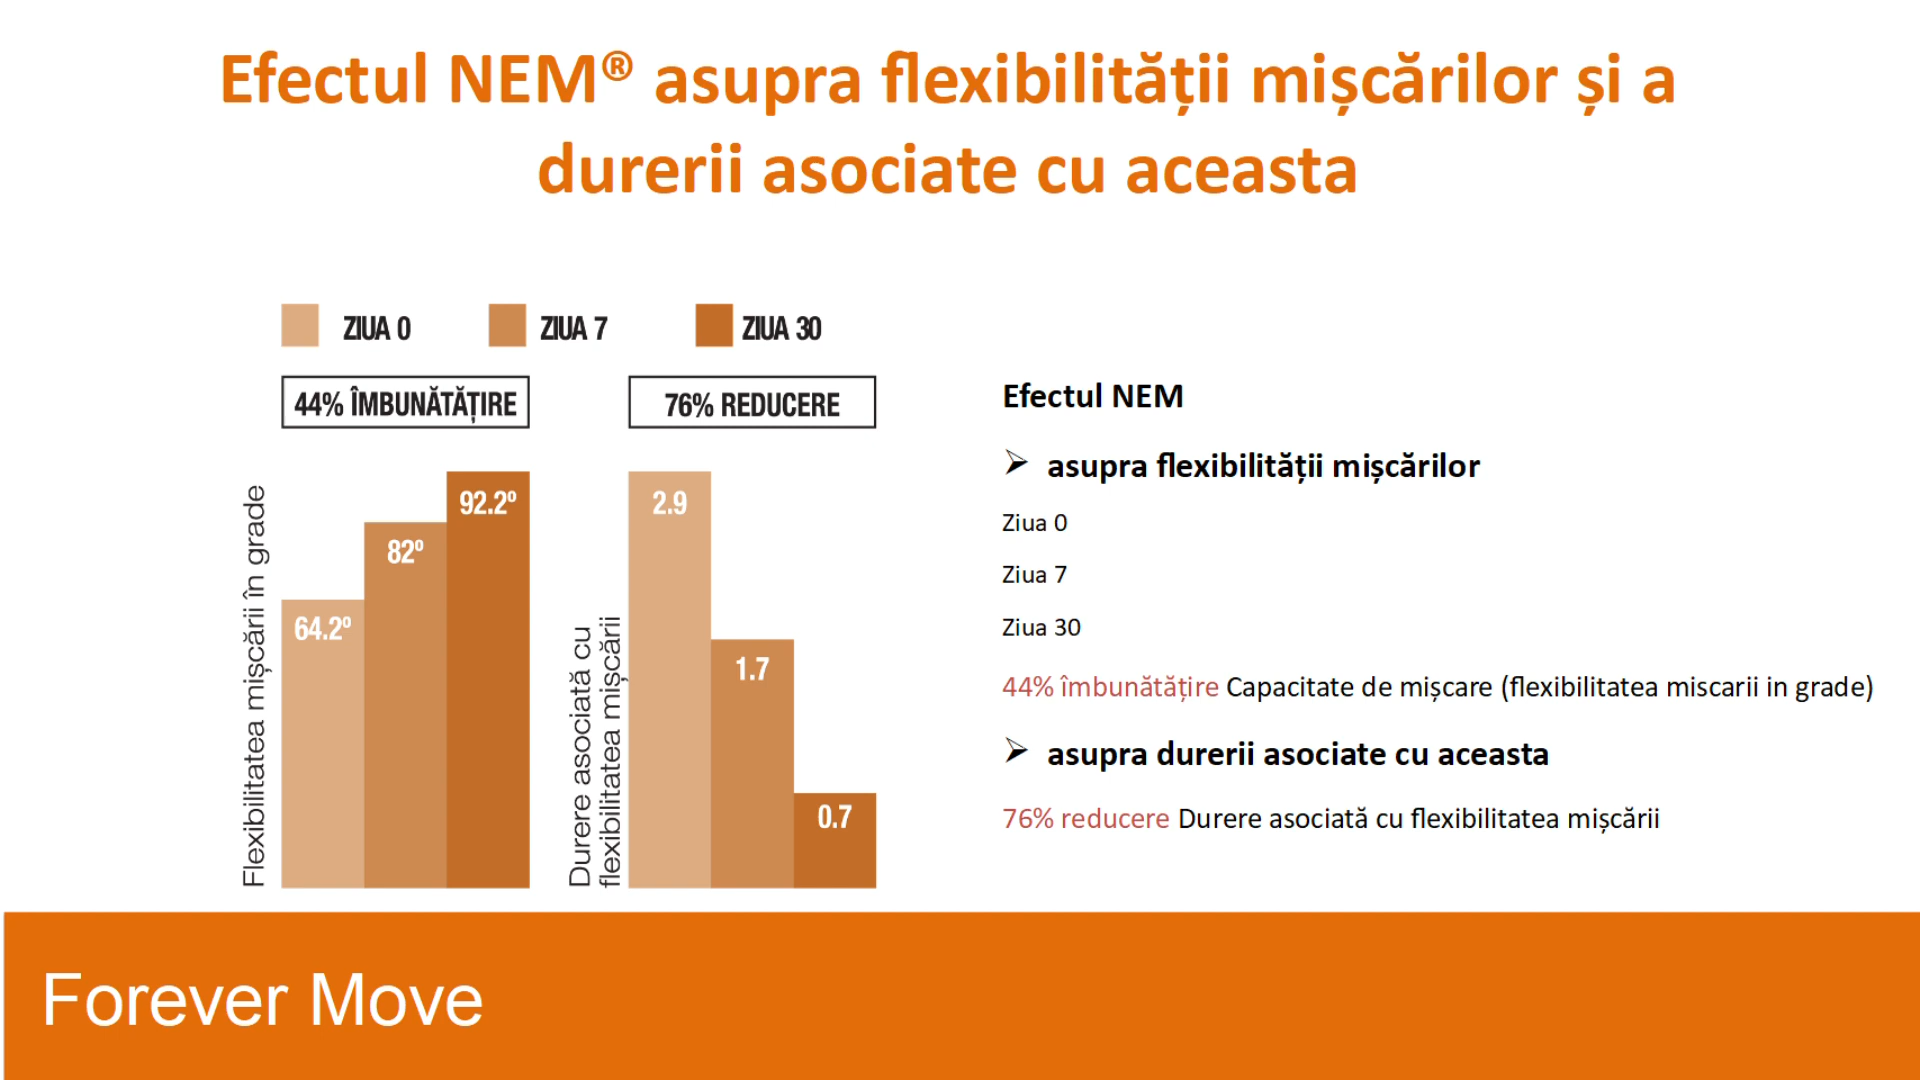 Efectul NEM® asupra flexibilității mișcărilor și a
durerii asociate cu aceasta
ZIUA 0
ZIUA 7
ZIUA 30
44% ÎMBUNĂTĂȚIRE
76% REDUCERE
Flexibilitatea mișcării în grade
64.2º
82º
92.2º
Durere asociată cu
flexibilitatea mișcării
2.9
1.7
0.7
Efectul NEM
asupra flexibilității mișcărilor
Ziua 0
Ziua 7
Ziua 30
44% îmbunătățire Capacitate de mișcare (flexibilitatea miscarii in grade)
asupra durerii asociate cu aceasta
76% reducere Durere asociată cu flexibilitatea mișcării
Forever Move